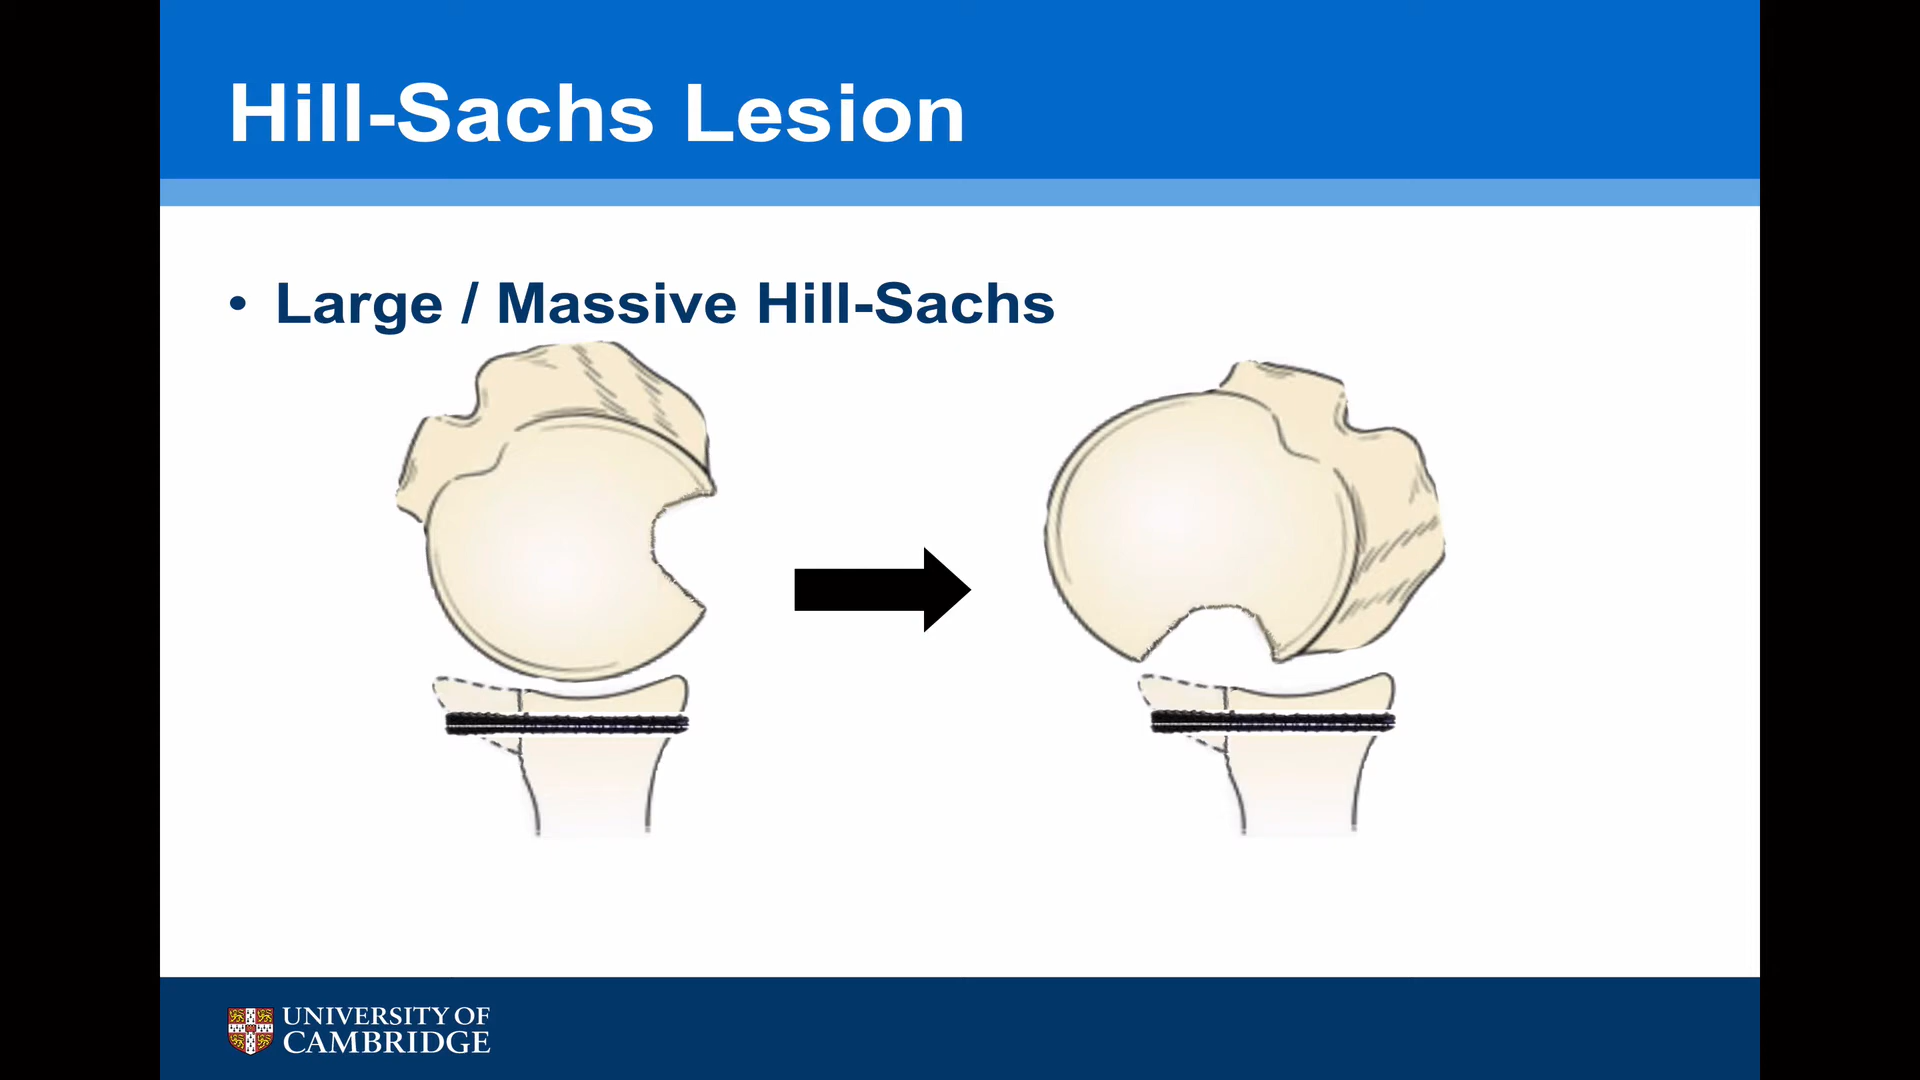 Hill-Sachs Lesion
• Large / Massive Hill-Sachs
UNIVERSITY OF
CAMBRIDGE